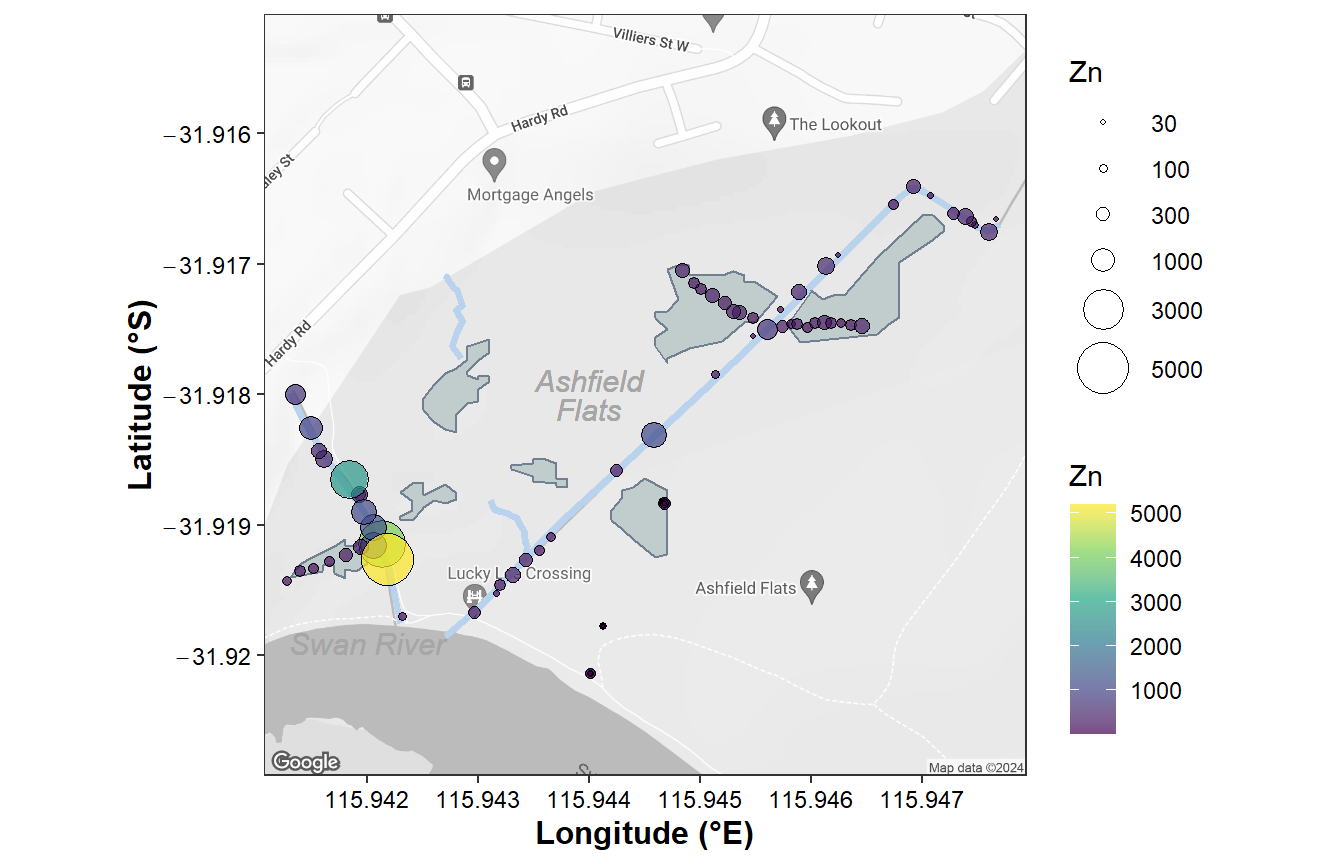 Villiers St W
Hardy Rd
The Lookout
Mortgage Angels
Hardy Rd
Ashfield
Flats
Lucky L Crossing
Ashfield Flats
Swan River
Google
Map data ©2024
−31.916
−31.917
−31.918
−31.919
−31.92
Latitude (°S)
115.942
115.943
115.944
115.945
115.946
115.947
Longitude (°E)
Zn
30
100
300
1000
3000
5000
Zn
5000
4000
3000
2000
1000